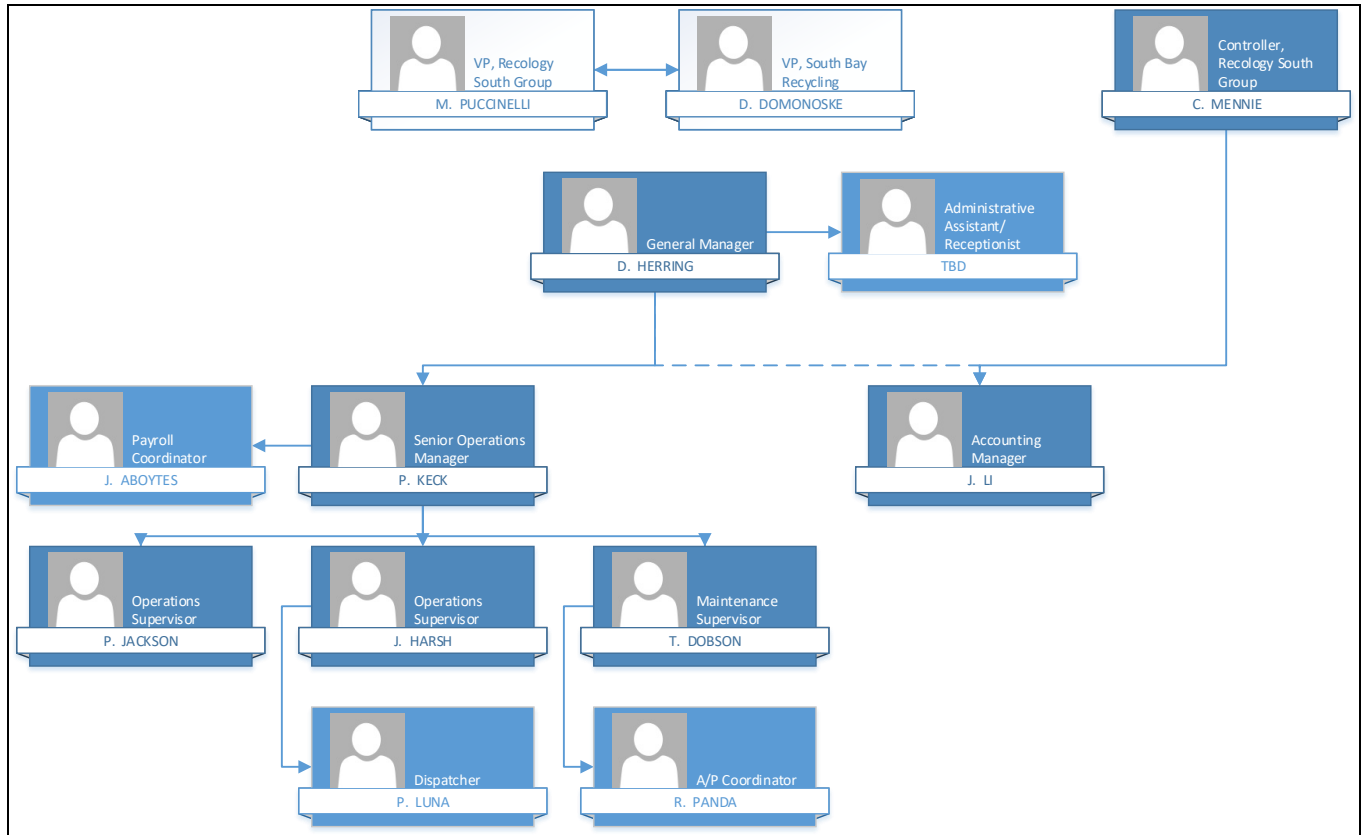 VP, Recology
South Group
M. PUCCINELLI
VP, South Bay
Recycling
D. DOMONOSKE
Controller,
Recology South
Group
C. MENNIE
General Manager
D. HERRING
Administrative
Assistant/
Receptionist
TBD
Payroll
Coordinator
J. ABOYTES
Senior Operations
Manager
P. KECK
Accounting
Manager
J. LI
Operations
Supervisor
P. JACKSON
Operations
Supervisor
J. HARSH
Maintenance
Supervisor
T. DOBSON
Dispatcher
P. LUNA
A/P Coordinator
R. PANDA